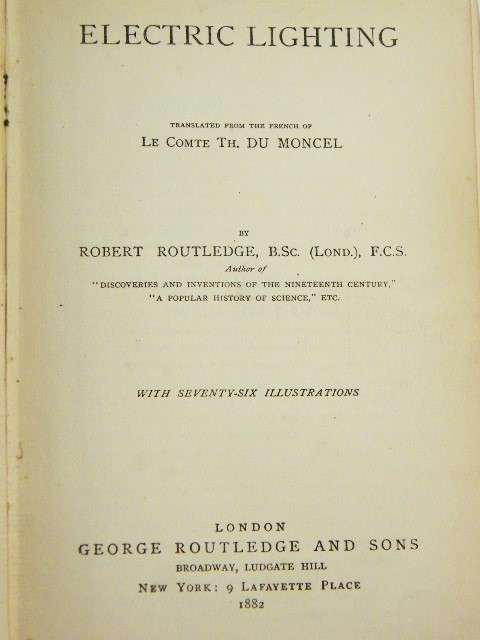 ELECTRIC LIGHTING
TRANSLATED FROM THE FRENCH OF
LE COMTE TH. DU MONCEL
BY
ROBERT ROUTLEDGE, B.SC. (LOND.), F.C.S.
Author of
"DISCOVERIES AND INVENTIONS OF THE NINETEENTH CENTURY,"
"A POPULAR HISTORY OF SCIENCE," ETC.
WITH SEVENTY-SIX ILLUSTRATIONS
LONDON
GEORGE ROUTLEDGE AND SONS
BROADWAY, LUDGATE HILL
NEW YORK: 9 LAFAYETTE PLACE
1882